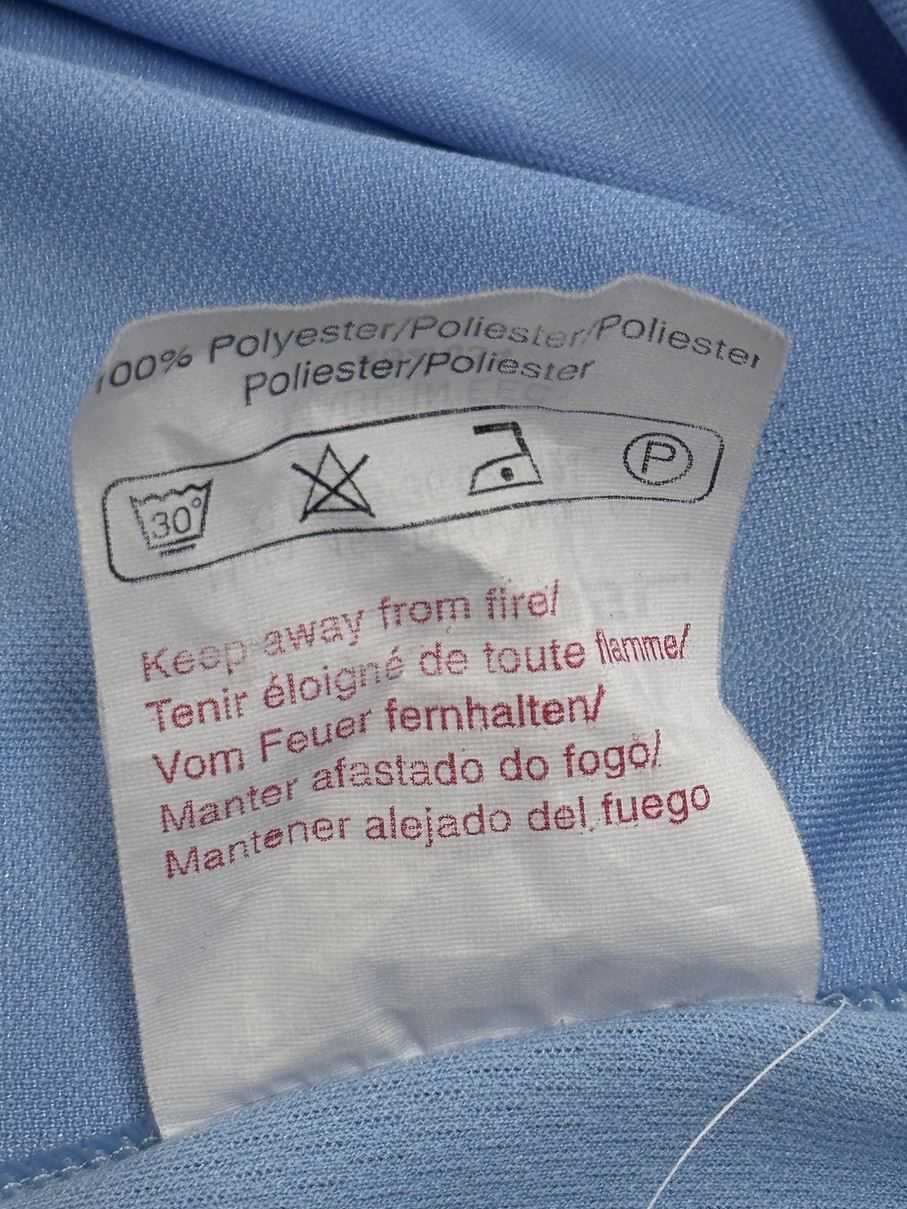 100% Polyester/Poliester/Poliester
Poliester/Poliester
30° P
Keep away from fire/
Tenir éloigné de toute flamme/
Vom Feuer fernhalten/
Manter afastado do fogo/
Mantener alejado del fuego